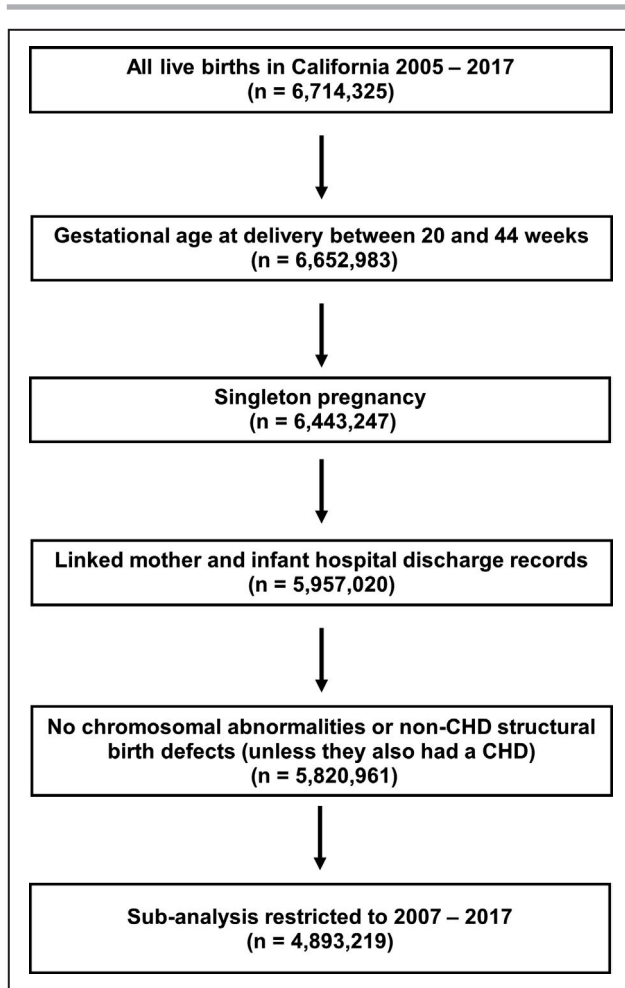 All live births in California 2005 – 2017
(n = 6,714,325)
Gestational age at delivery between 20 and 44 weeks
(n = 6,652,983)
Singleton pregnancy
(n = 6,443,247)
Linked mother and infant hospital discharge records
(n = 5,957,020)
No chromosomal abnormalities or non-CHD structural
birth defects (unless they also had a CHD)
(n = 5,820,961)
Sub-analysis restricted to 2007 – 2017
(n = 4,893,219)